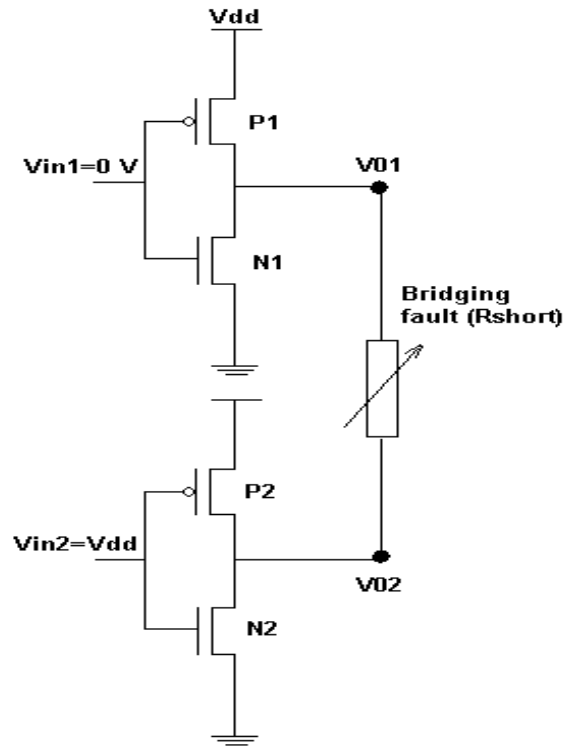 Vdd
P1
Vin1=0 V
V01
N1
Bridging
fault (Rshort)
P2
Vin2=Vdd
V02
N2